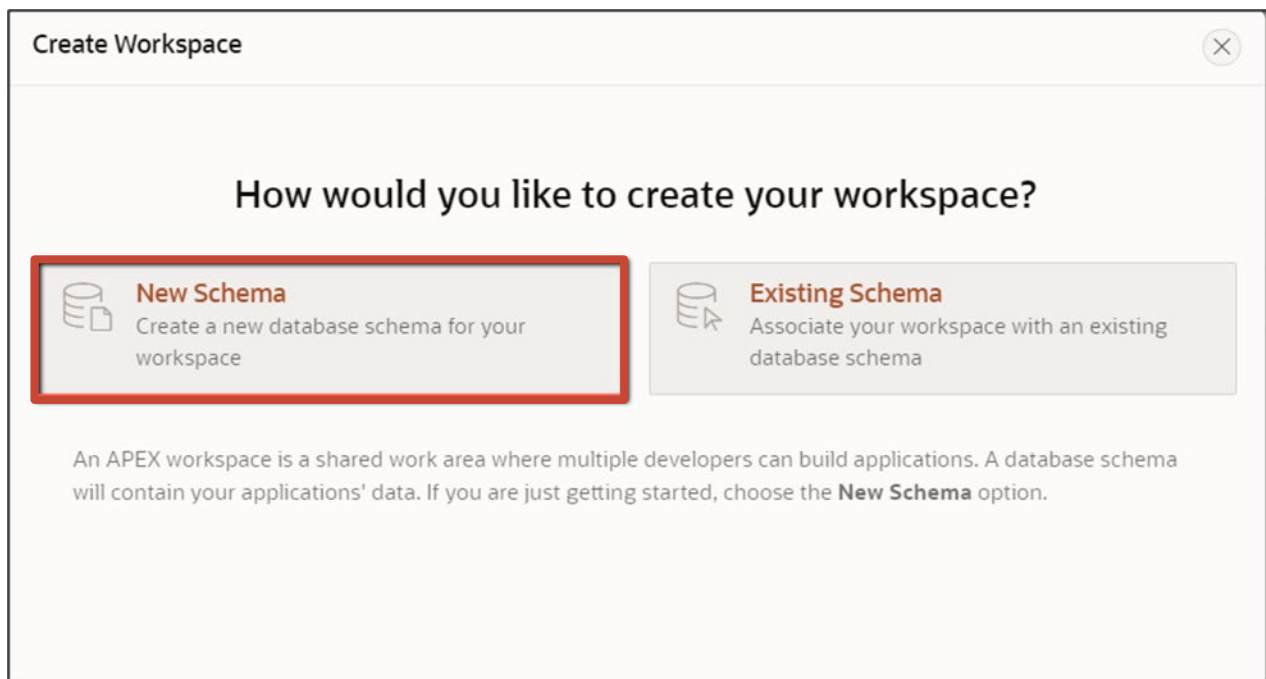 Create Workspace
How would you like to create your workspace?
New Schema
Create a new database schema for your
workspace
Existing Schema
Associate your workspace with an existing
database schema
An APEX workspace is a shared work area where multiple developers can build applications. A database schema
will contain your applications' data. If you are just getting started, choose the New Schema option.